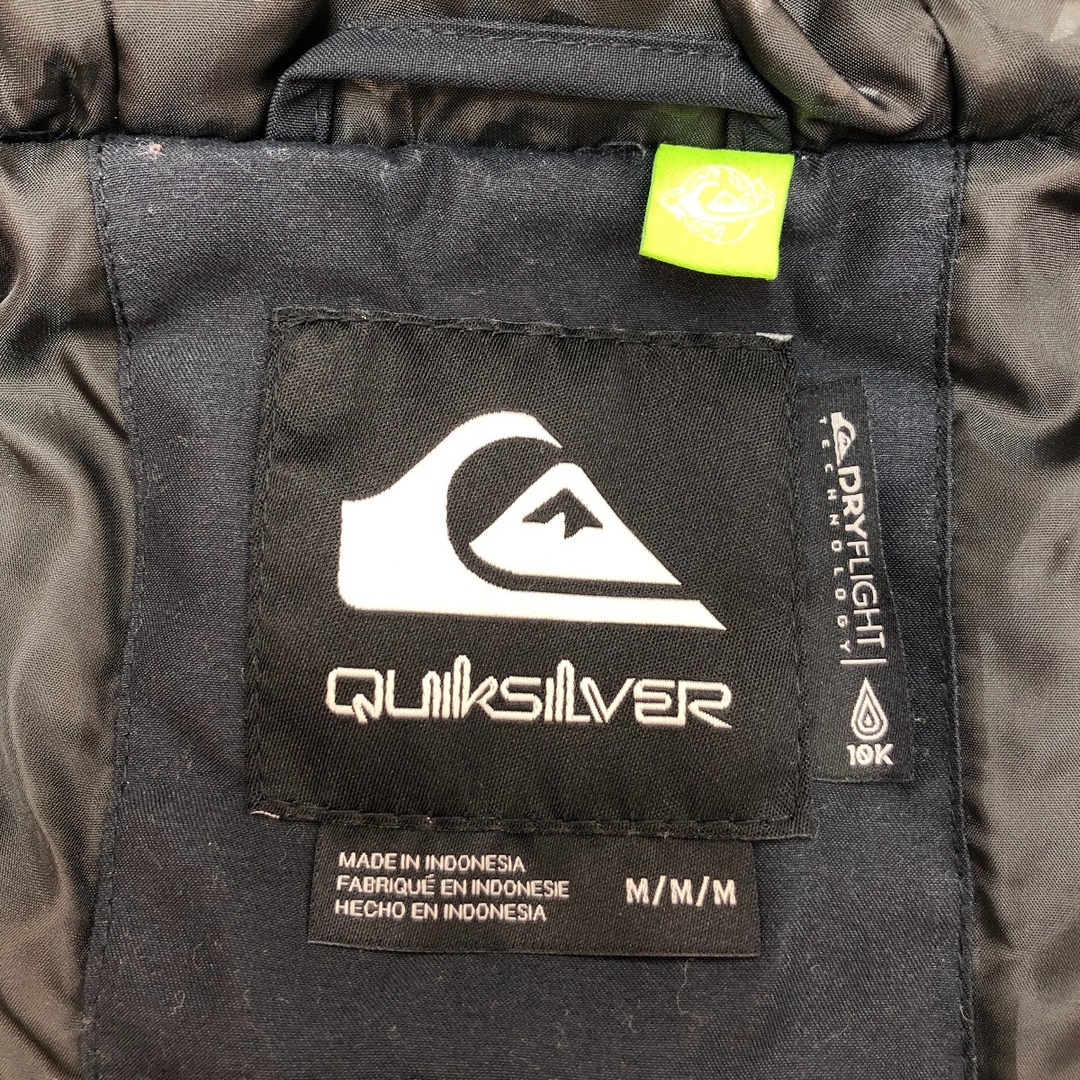 QUIKSILVER
DRYFLIGHT
TECHNOLOGY
10K
MADE IN INDONESIA
FABRIQUÉ EN INDONESIE
HECHO EN INDONESIA
M/M/M